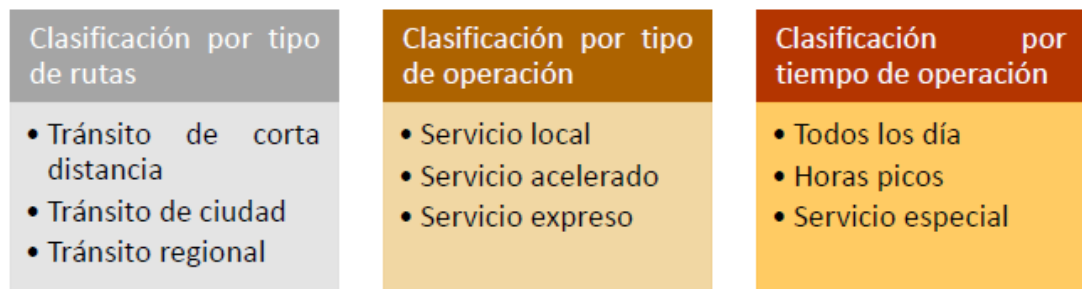 Clasificación por tipo
de rutas
• Tránsito de corta
distancia
• Tránsito de ciudad
• Tránsito regional
Clasificación por tipo
de operación
• Servicio local
• Servicio acelerado
• Servicio expreso
Clasificación por
tiempo de operación
• Todos los día
• Horas picos
• Servicio especial